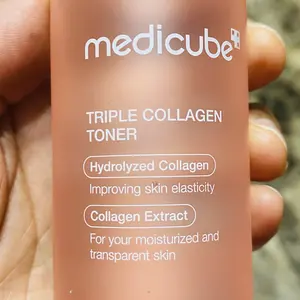 medicube
TRIPLE COLLAGEN
TONER
Hydrolyzed Collagen
Improving skin elasticity
Collagen Extract
For your moisturized and
transparent skin